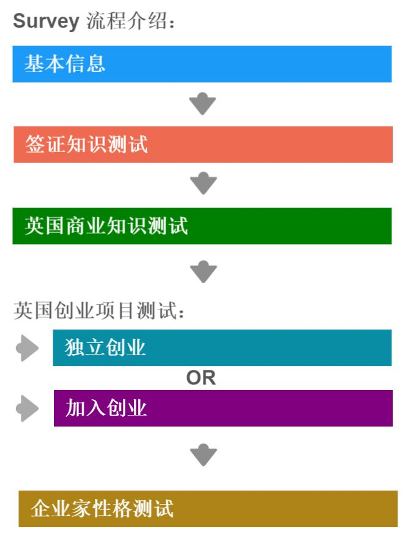 Survey 流程介绍：
基本信息
签证知识测试
英国商业知识测试
英国创业项目测试：
独立创业
OR
加入创业
企业家性格测试